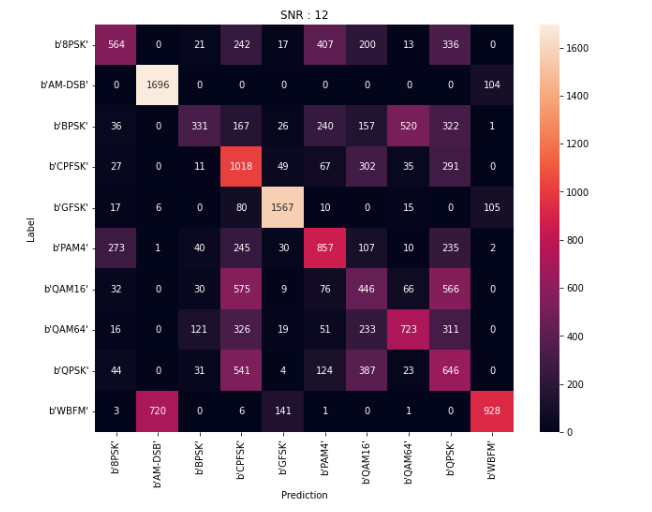 SNR : 12
b'8PSK' 564 0 21 242 17 407 200 13 336 0
b'AM-DSB' 0 1696 0 0 0 0 0 0 0 104
b'BPSK' 36 0 331 167 26 240 157 520 322 1
b'CPFSK' 27 0 11 1018 49 67 302 35 291 0
b'GFSK' 17 6 0 80 1567 10 0 15 0 105
b'PAM4' 273 1 40 245 30 857 107 10 235 2
b'QAM16' 32 0 30 575 9 76 446 66 566 0
b'QAM64' 16 0 121 326 19 51 233 723 311 0
b'QPSK' 44 0 31 541 4 124 387 23 646 0
b'WBFM' 3 720 0 6 141 1 0 1 0 928
b'8PSK' b'AM-DSB' b'BPSK' b'CPFSK' b'GFSK' b'PAM4' b'QAM16' b'QAM64' b'QPSK' b'WBFM'
Prediction
Label
1600
1400
1200
1000
800
600
400
200
0